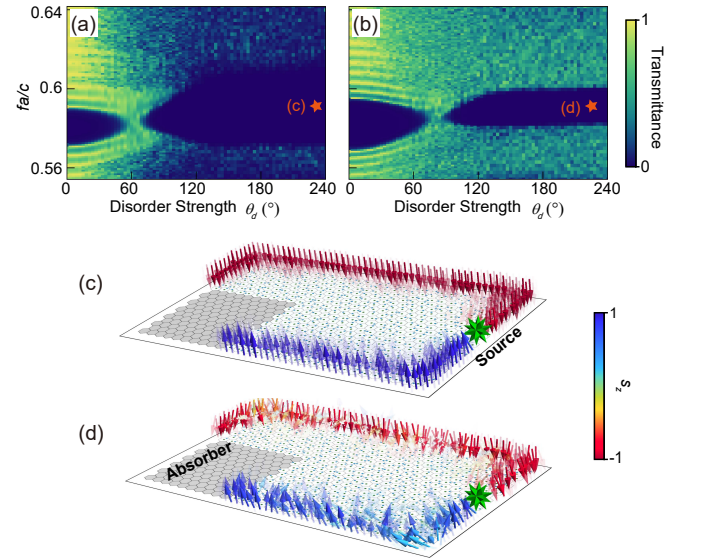 (a)
(b)
0.64
0.6
0.56
fa/c
(c)
(d)
1
0
Transmittance
0 60 120 180 240
0 60 120 180 240
Disorder Strength θd (°)
Disorder Strength θd (°)
(c)
Source
1
sz
-1
(d)
Absorber